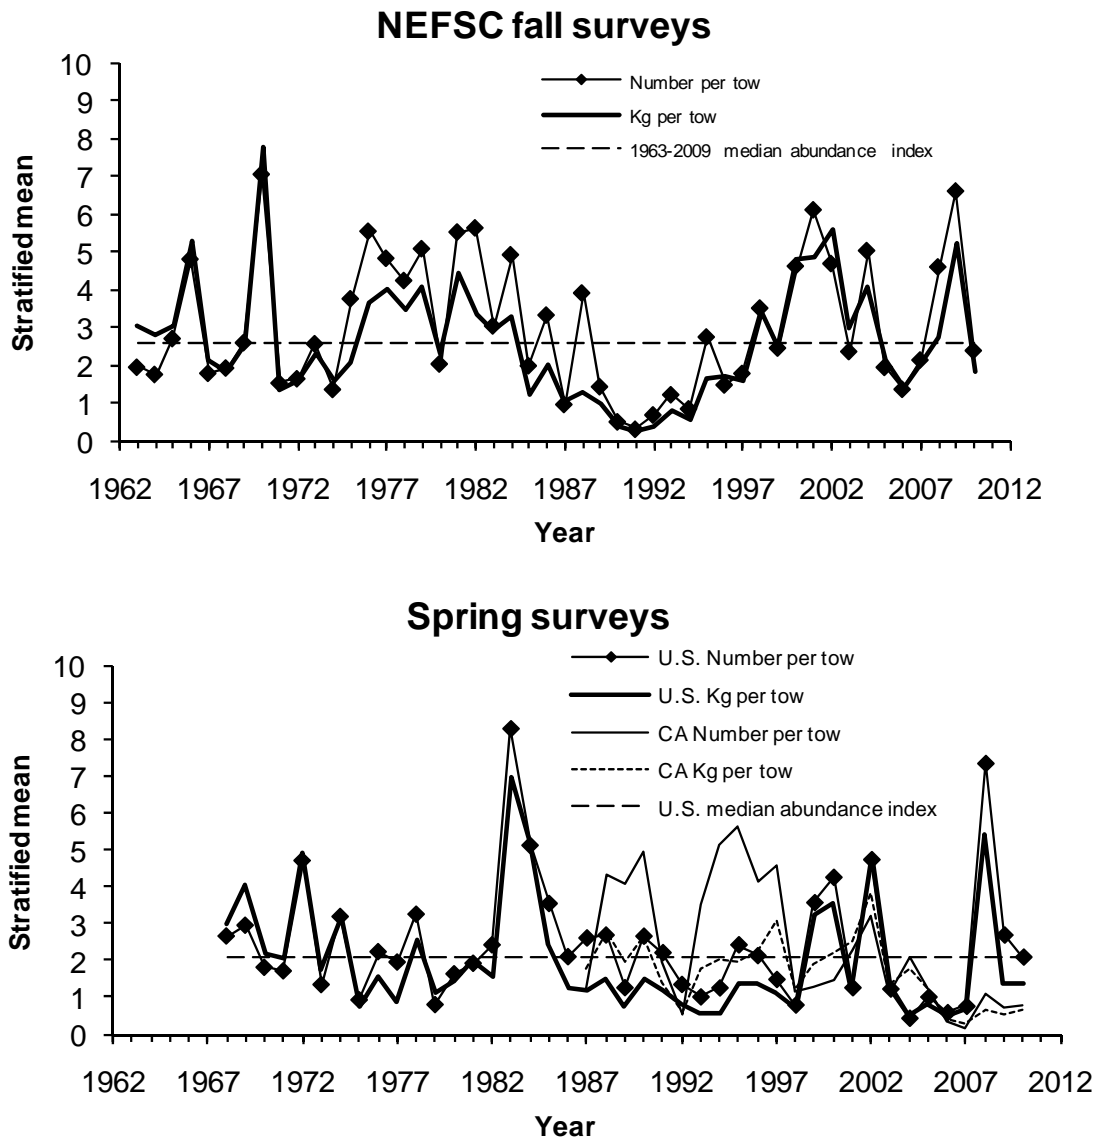 NEFSC fall surveys
10
9
8
7
6
5
4
3
2
1
0
Stratified mean
Number per tow
Kg per tow
1963-2009 median abundance index
1962 1967 1972 1977 1982 1987 1992 1997 2002 2007 2012
Year
Spring surveys
10
9
8
7
6
5
4
3
2
1
0
Stratified mean
U.S. Number per tow
U.S. Kg per tow
CA Number per tow
CA Kg per tow
U.S. median abundance index
1962 1967 1972 1977 1982 1987 1992 1997 2002 2007 2012
Year